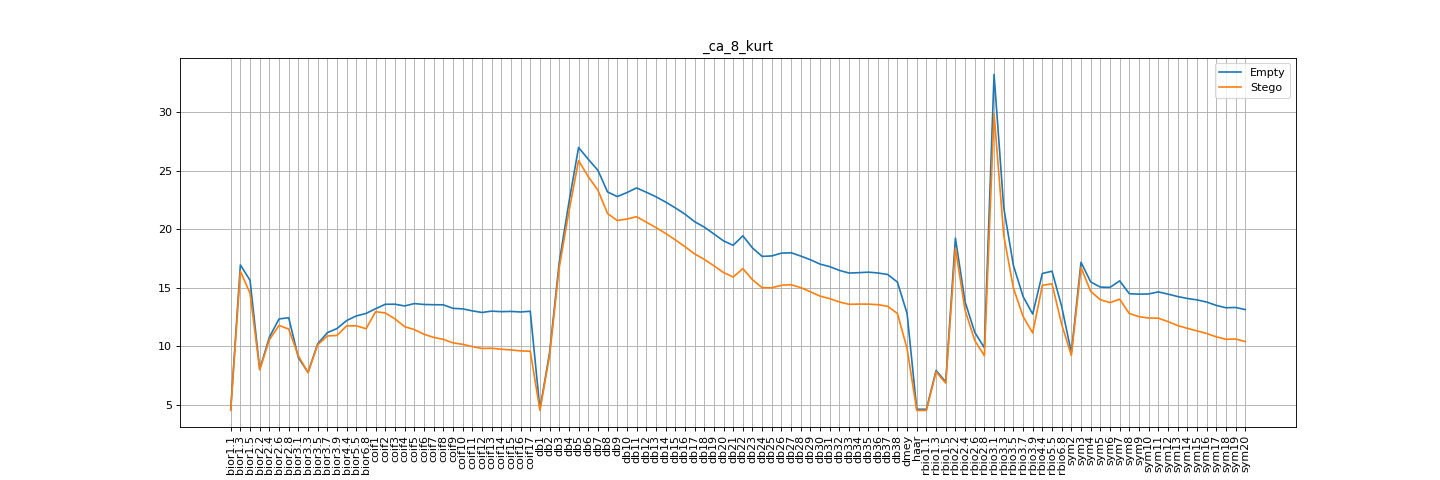 _ca_8_kurt
Empty
Stego
30
25
20
15
10
5
bior1.1
bior1.3
bior1.5
bior2.2
bior2.4
bior2.6
bior2.8
bior3.1
bior3.3
bior3.5
bior3.7
bior3.9
bior4.4
bior5.5
bior6.8
coif1
coif2
coif3
coif4
coif5
coif6
coif7
coif8
coif9
coif10
coif11
coif12
coif13
coif14
coif15
coif16
coif17
db1
db2
db3
db4
db5
db6
db7
db8
db9
db10
db11
db12
db13
db14
db15
db16
db17
db18
db19
db20
db21
db22
db23
db24
db25
db26
db27
db28
db29
db30
db31
db32
db33
db34
db35
db36
db37
db38
dmey
haar
rbio1.1
rbio1.3
rbio1.5
rbio2.2
rbio2.4
rbio2.6
rbio2.8
rbio3.1
rbio3.3
rbio3.5
rbio3.7
rbio3.9
rbio4.4
rbio5.5
rbio6.8
sym2
sym3
sym4
sym5
sym6
sym7
sym8
sym9
sym10
sym11
sym12
sym13
sym14
sym15
sym16
sym17
sym18
sym19
sym20